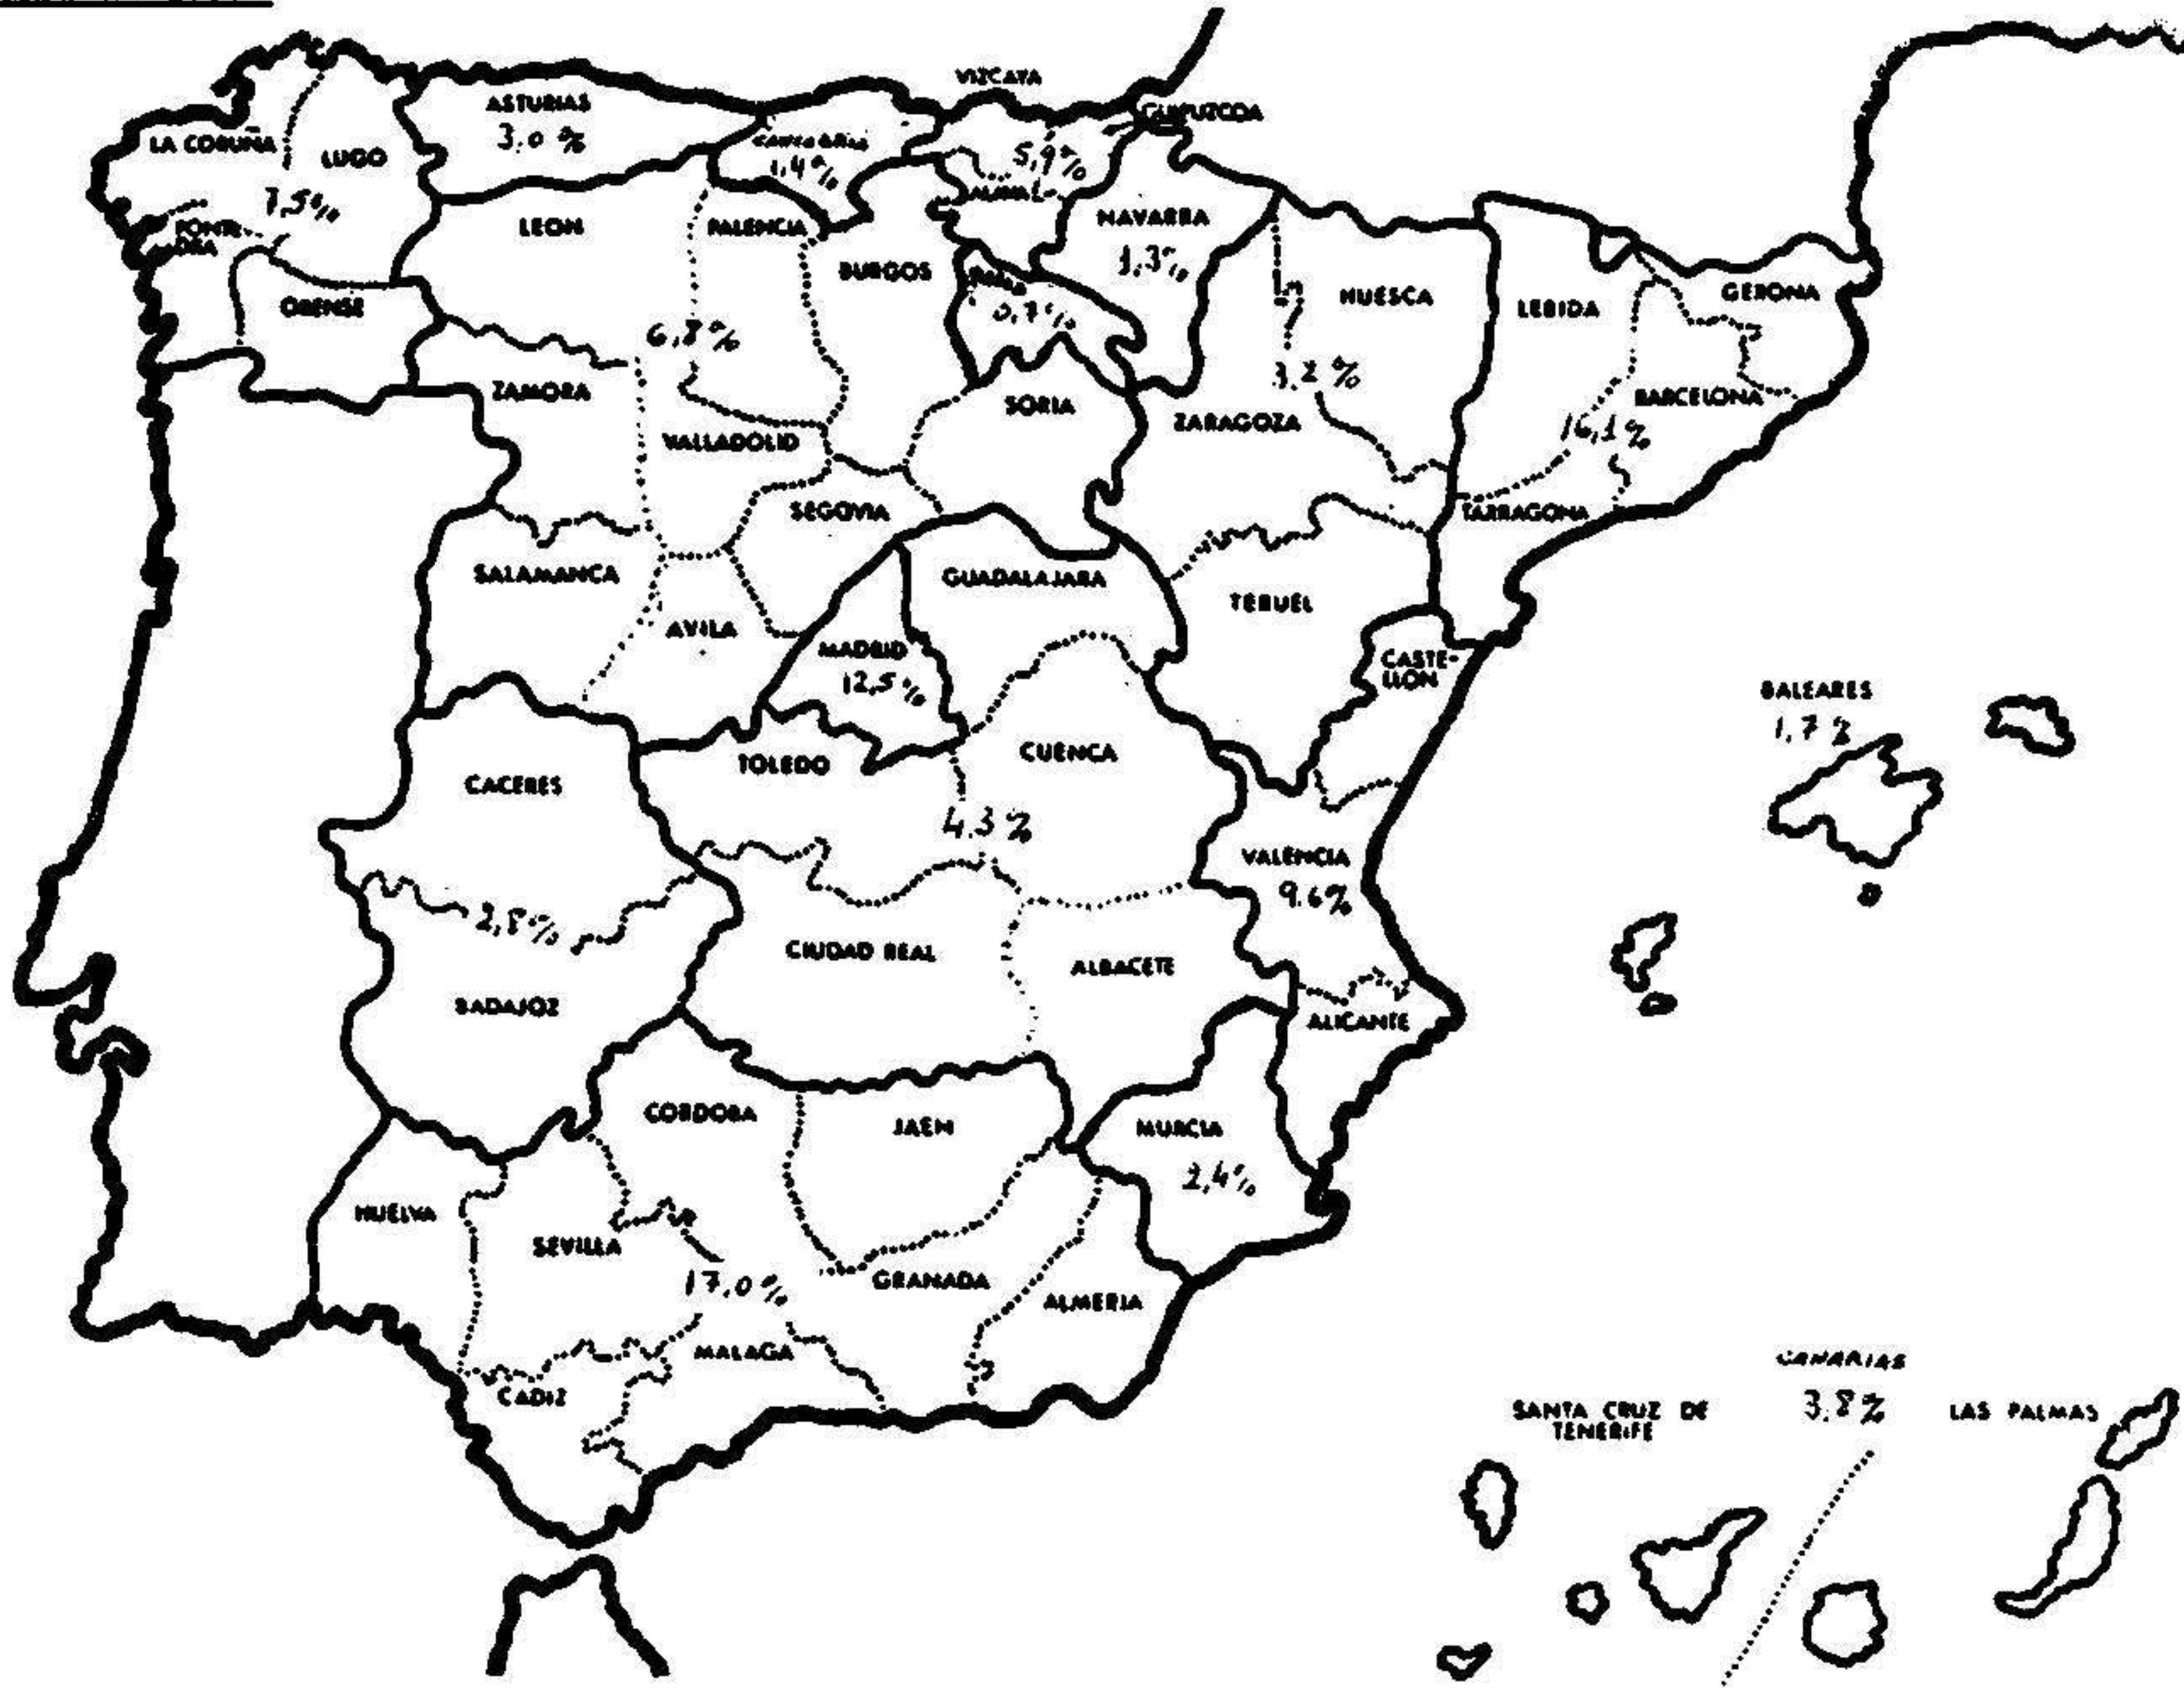 VIZCAYA
GUIPUZCOA
ASTURIAS
3,0 %
CANTABRIA
1,4%
LA CORUÑA
LUGO
5,9%
ALAVA
7,5%
PONTE-
DRA
LEON
PALENCIA
NAVARRA
1,3%
BURGOS
0,7%
ORENSE
HUESCA
LERIDA
GERONA
6,8%
ZAMORA
SORIA
3,2 %
BARCELONA
ZARAGOZA
16,1%
VALLADOLID
SEGOVIA
TARRAGONA
SALAMANCA
GUADALAJARA
TERUEL
AVILA
MADRID
12,5%
CASTE-
LLON
BALEARES
1,7 %
CACERES
TOLEDO
CUENCA
4,3 %
VALENCIA
9,6%
2,8%
CIUDAD REAL
ALBACETE
BADAJOZ
ALICANTE
CORDOBA
JAEN
MURCIA
2,4%
HUELVA
SEVILLA
17,0%
GRANADA
ALMERIA
MALAGA
CADIZ
CANARIAS
3,8 %
SANTA CRUZ DE
TENERIFE
LAS PALMAS